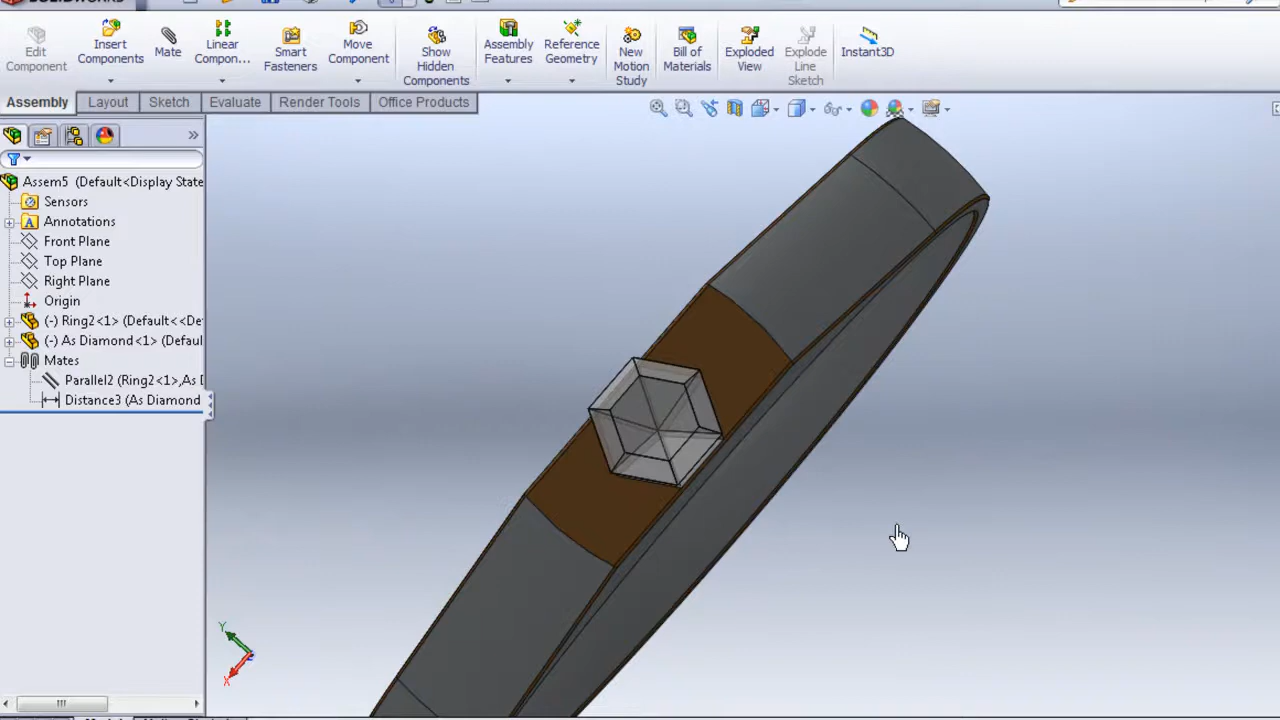 SOLIDWORKS
Edit Component
Insert Components
Mate
Linear Compon...
Smart Fasteners
Move Component
Show Hidden Components
Assembly Features
Reference Geometry
New Motion Study
Bill of Materials
Exploded View
Explode Line Sketch
Instant3D
Assembly
Layout
Sketch
Evaluate
Render Tools
Office Products
»
Assem5 (Default<Display State
Sensors
A Annotations
Front Plane
Top Plane
Right Plane
Origin
(-) Ring2<1> (Default<<De
(-) As Diamond<1> (Defaul
Mates
Parallel2 (Ring2<1>,As D
Distance3 (As Diamond
Y
X